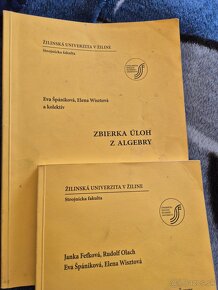 ŽILINSKÁ UNIVERZITA V ŽILINE
Strojnícka fakulta
Eva Špániková, Elena Wisztová
a kolektív
ZBIERKA ÚLOH
Z ALGEBRY
ŽILINSKÁ UNIVERZITA V ŽILINE
Strojnícka fakulta
Janka Feťková, Rudolf Olach
Eva Špániková, Elena Wisztová